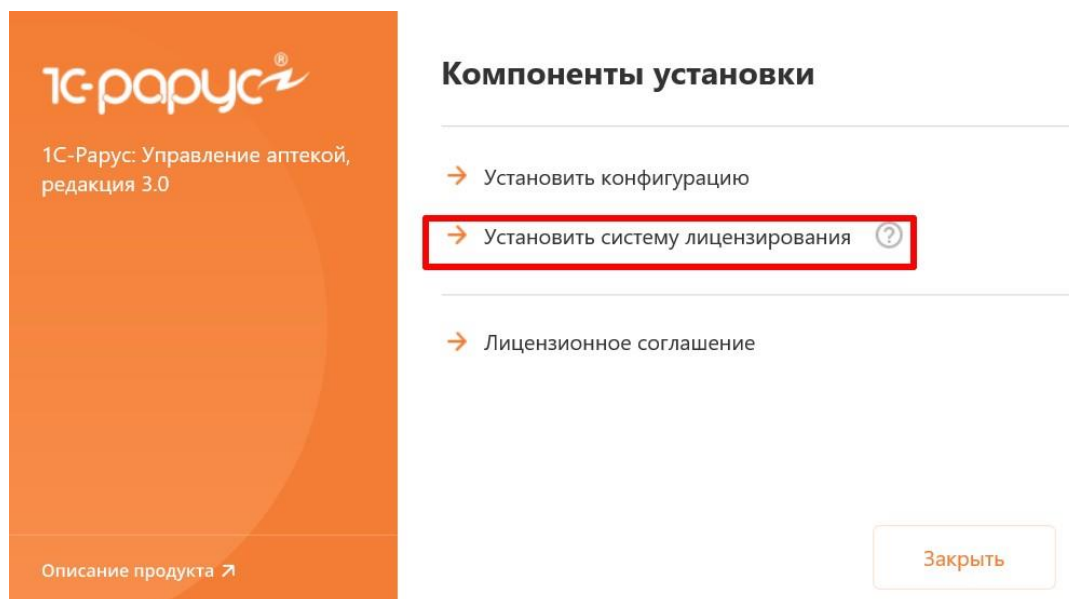 1С-рарус®
1С-Рарус: Управление аптекой,
редакция 3.0
Описание продукта
Компоненты установки
Установить конфигурацию
Установить систему лицензирования
Лицензионное соглашение
Закрыть